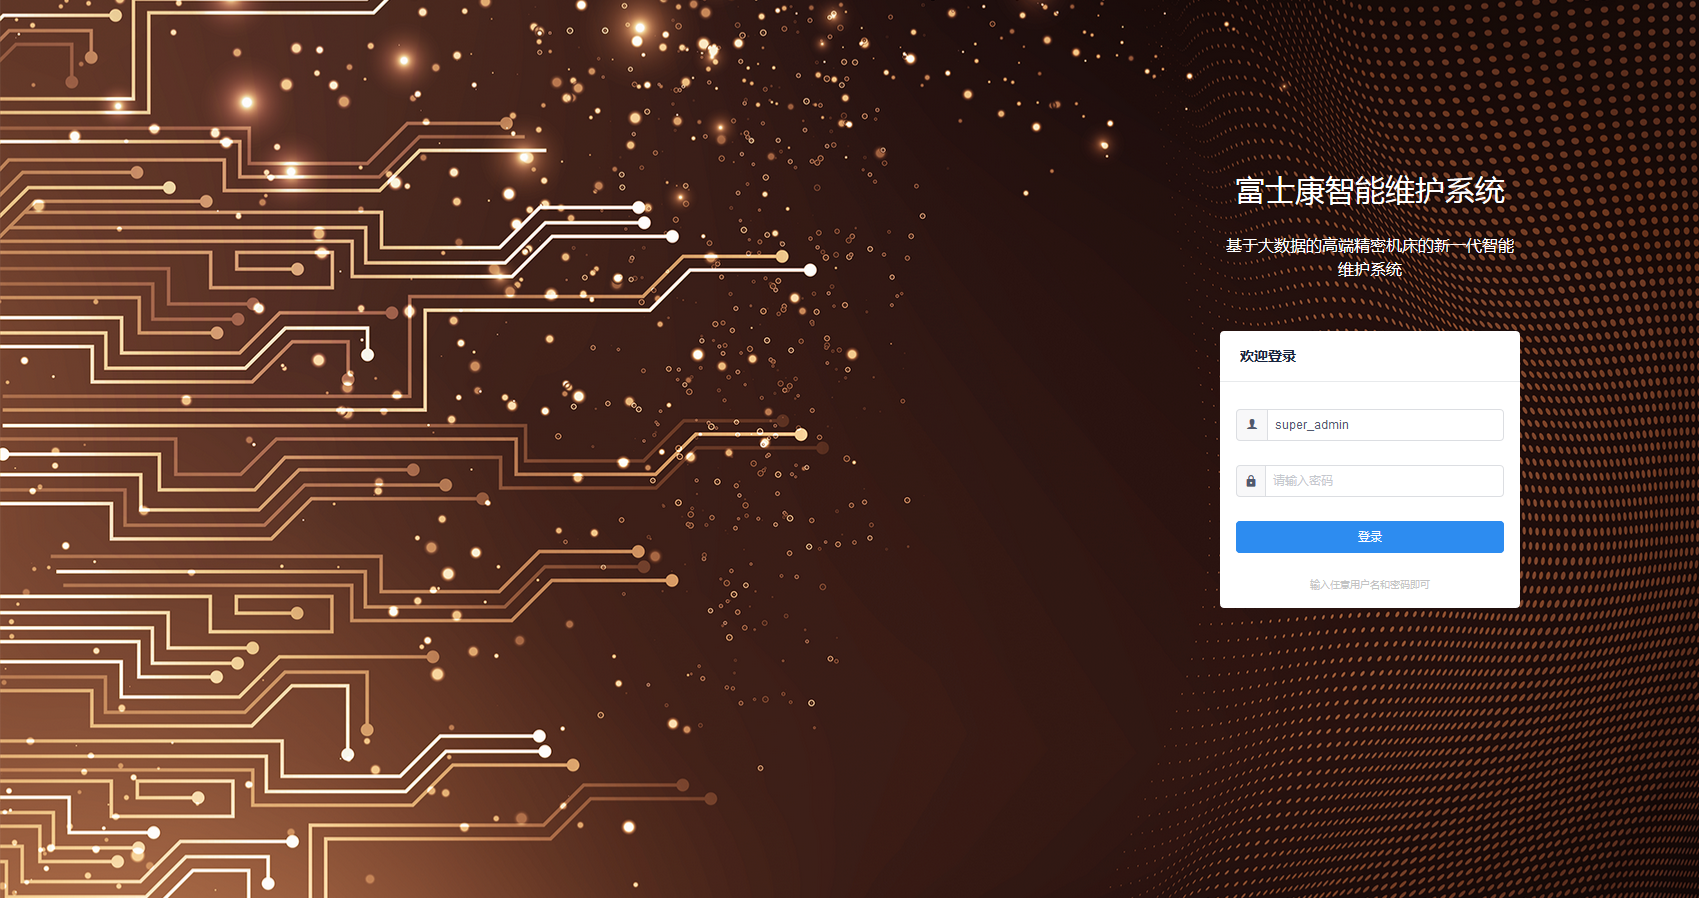 富士康智能维护系统
基于大数据的高端精密机床的新一代智能
维护系统
欢迎登录
super_admin
请输入密码
登录
输入任意用户名和密码即可